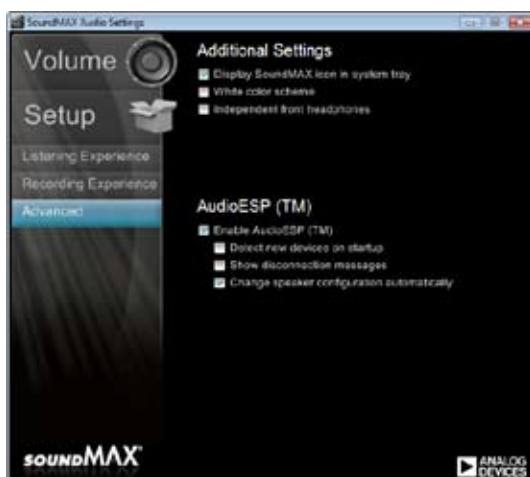 SoundMAX Audio Settings
Volume
Setup
Listening Experience
Recording Experience
Advanced
Additional Settings
Display SoundMAX icon in system tray
White color scheme
Independent front headphones
AudioESP (TM)
Enable AudioESP (TM)
Detect new devices on startup
Show disconnection messages
Change speaker configuration automatically
SOUNDMAX
ANALOG
DEVICES